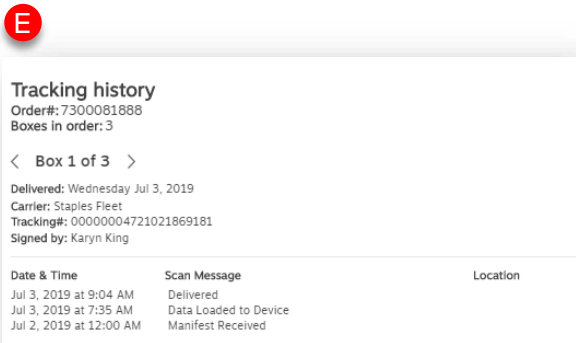 E
Tracking history
Order#: 7300081888
Boxes in order: 3
Box 1 of 3
Delivered: Wednesday Jul 3, 2019
Carrier: Staples Fleet
Tracking#: 00000004721021869181
Signed by: Karyn King
Date & Time Scan Message Location
Jul 3, 2019 at 9:04 AM Delivered
Jul 3, 2019 at 7:35 AM Data Loaded to Device
Jul 2, 2019 at 12:00 AM Manifest Received